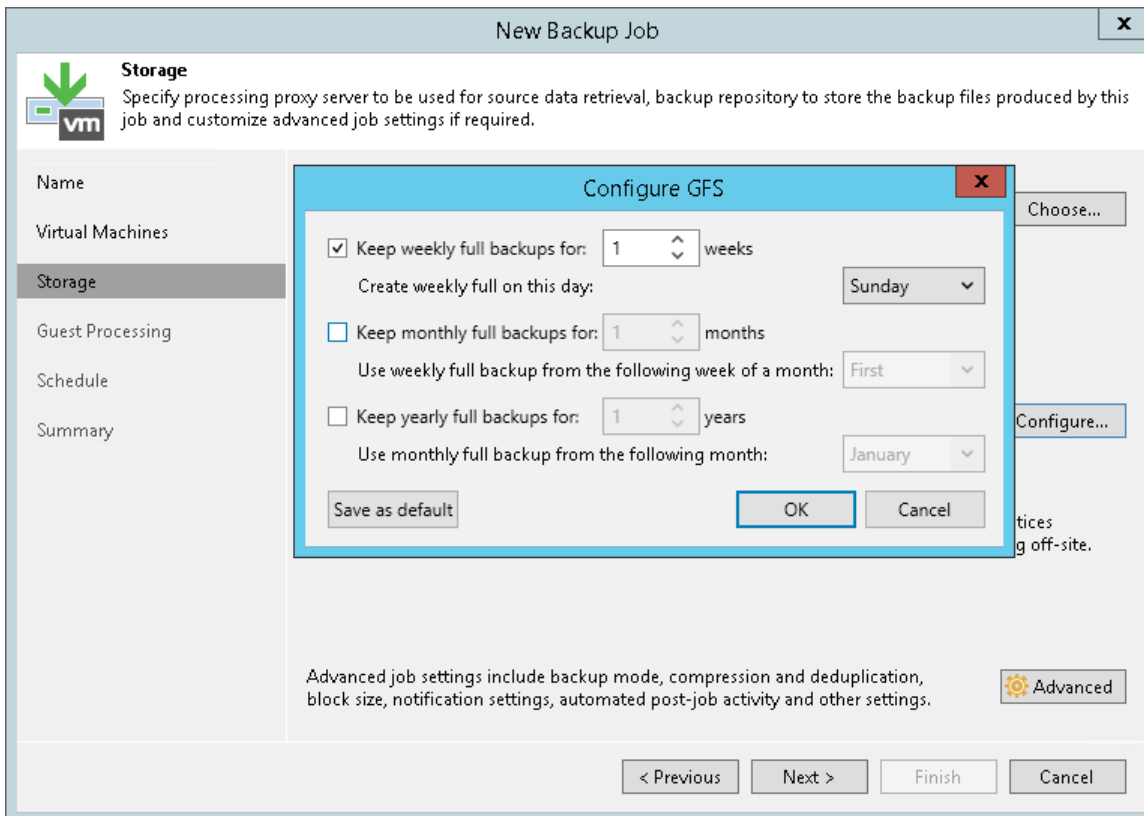 New Backup Job
X
Storage
Specify processing proxy server to be used for source data retrieval, backup repository to store the backup files produced by this
job and customize advanced job settings if required.
vm
Name
Virtual Machines
Storage
Guest Processing
Schedule
Summary
Configure GFS
x
Keep weekly full backups for: 1 weeks
Create weekly full on this day: Sunday
Keep monthly full backups for: 1 months
Use weekly full backup from the following week of a month: First
Keep yearly full backups for: 1 years
Use monthly full backup from the following month: January
Save as default OK Cancel
Choose...
Configure...
tices
g off-site.
Advanced job settings include backup mode, compression and deduplication,
block size, notification settings, automated post-job activity and other settings.
Advanced
< Previous Next > Finish Cancel